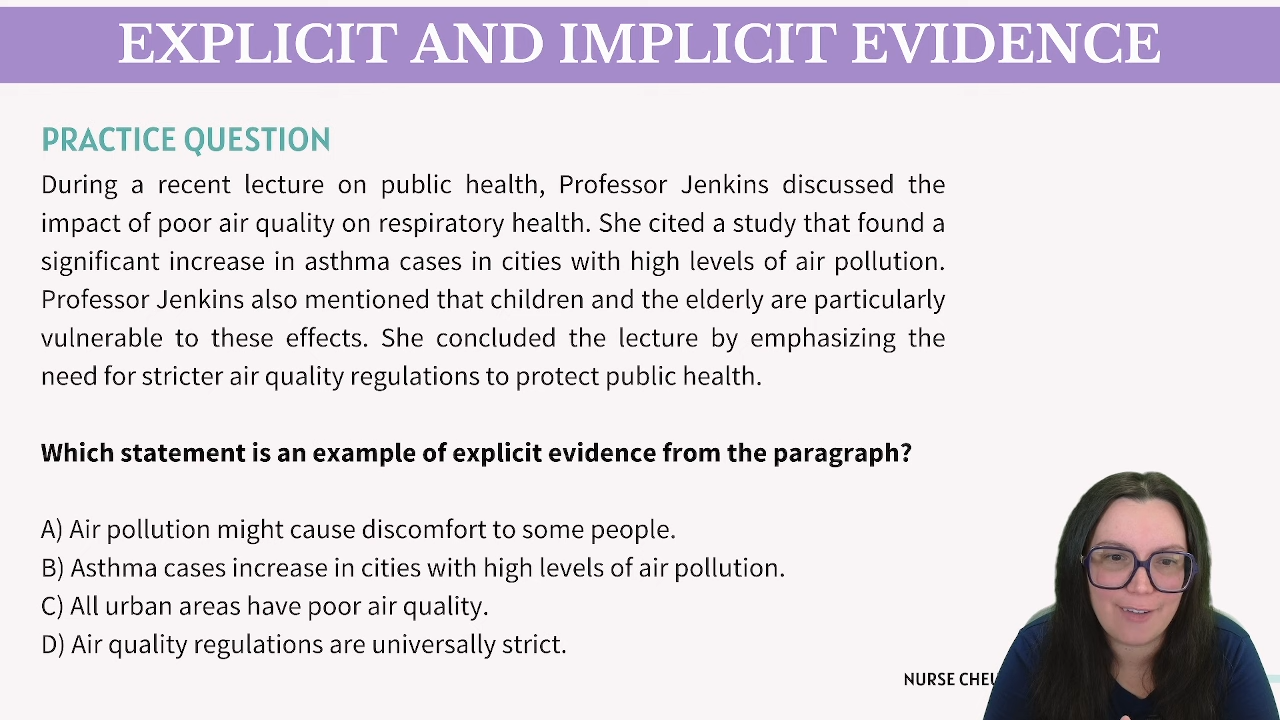 EXPLICIT AND IMPLICIT EVIDENCE
PRACTICE QUESTION
During a recent lecture on public health, Professor Jenkins discussed the
impact of poor air quality on respiratory health. She cited a study that found a
significant increase in asthma cases in cities with high levels of air pollution.
Professor Jenkins also mentioned that children and the elderly are particularly
vulnerable to these effects. She concluded the lecture by emphasizing the
need for stricter air quality regulations to protect public health.
Which statement is an example of explicit evidence from the paragraph?
A) Air pollution might cause discomfort to some people.
B) Asthma cases increase in cities with high levels of air pollution.
C) All urban areas have poor air quality.
D) Air quality regulations are universally strict.
NURSE